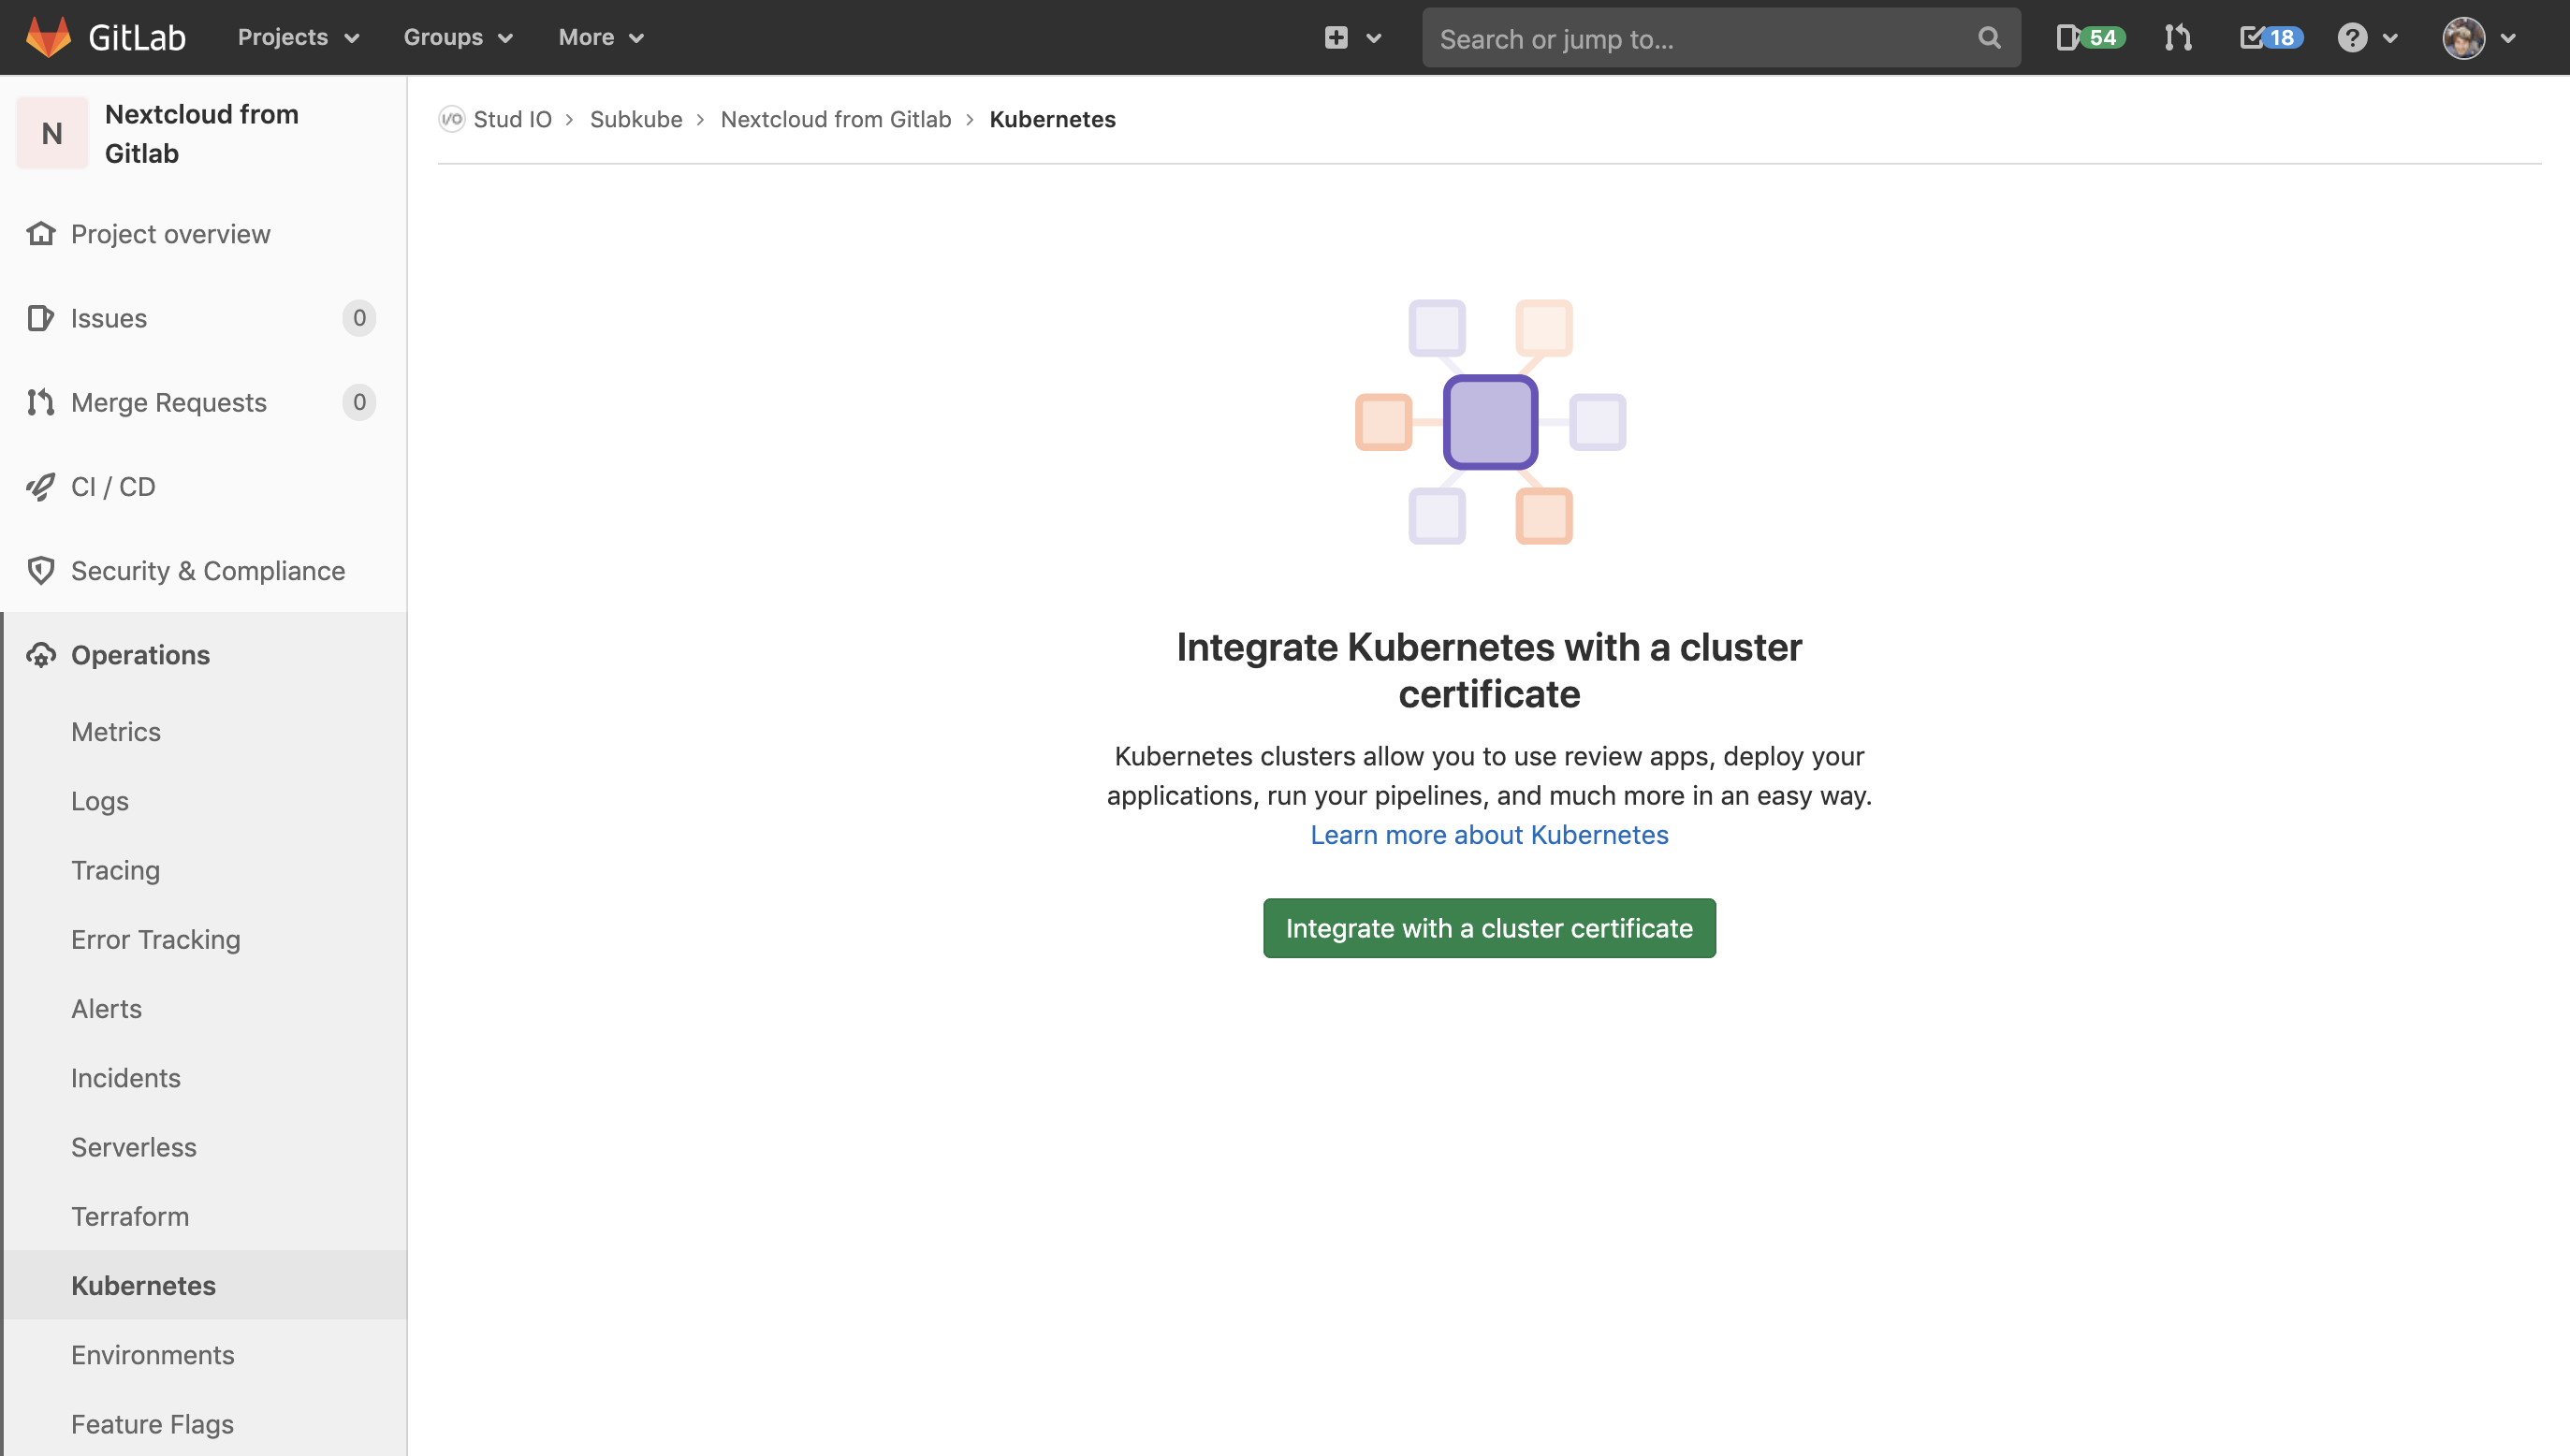 GitLab
Projects
Groups
More
Search or jump to...
54
18
N
Nextcloud from
Gitlab
Project overview
Issues
0
Merge Requests
0
CI / CD
Security & Compliance
Operations
Metrics
Logs
Tracing
Error Tracking
Alerts
Incidents
Serverless
Terraform
Kubernetes
Environments
Feature Flags
I/O Stud IO > Subkube > Nextcloud from Gitlab > Kubernetes
Integrate Kubernetes with a cluster
certificate
Kubernetes clusters allow you to use review apps, deploy your
applications, run your pipelines, and much more in an easy way.
Learn more about Kubernetes
Integrate with a cluster certificate